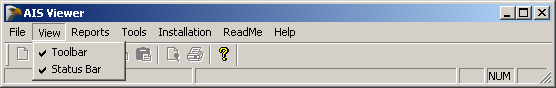 AIS Viewer
File View Reports Tools Installation ReadMe Help
Toolbar
?
Status Bar
NUM